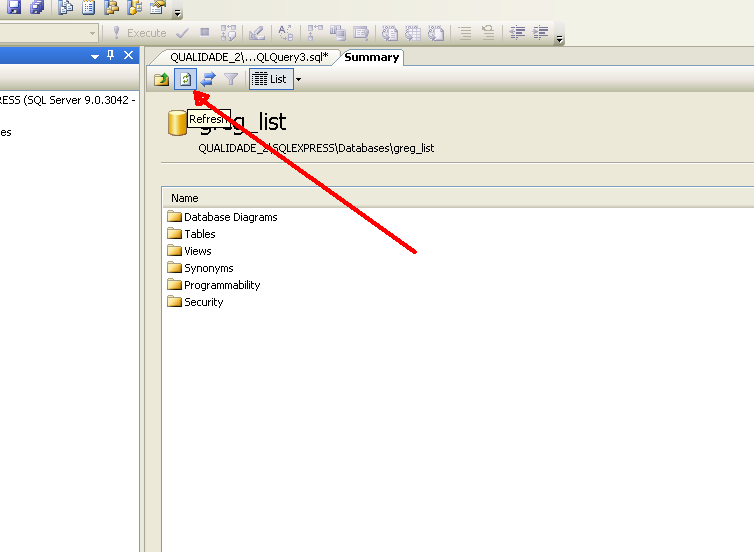 Execute
QUALIDADE_2\...QLQuery3.sql* Summary
List
RESS (SQL Server 9.0.3042 -
es
Refresh
greg_list
QUALIDADE_2\SQLEXPRESS\Databases\greg_list
Name
Database Diagrams
Tables
Views
Synonyms
Programmability
Security